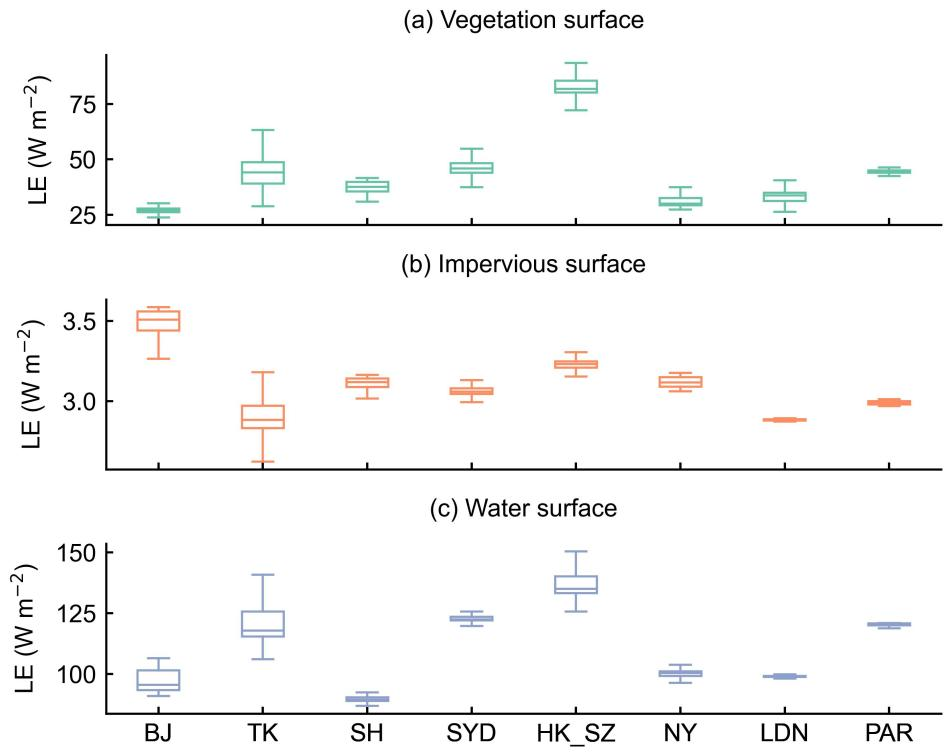 (a) Vegetation surface
LE (W m⁻²)
75
50
25
(b) Impervious surface
LE (W m⁻²)
3.5
3.0
(c) Water surface
LE (W m⁻²)
150
125
100
BJ TK SH SYD HK_SZ NY LDN PAR